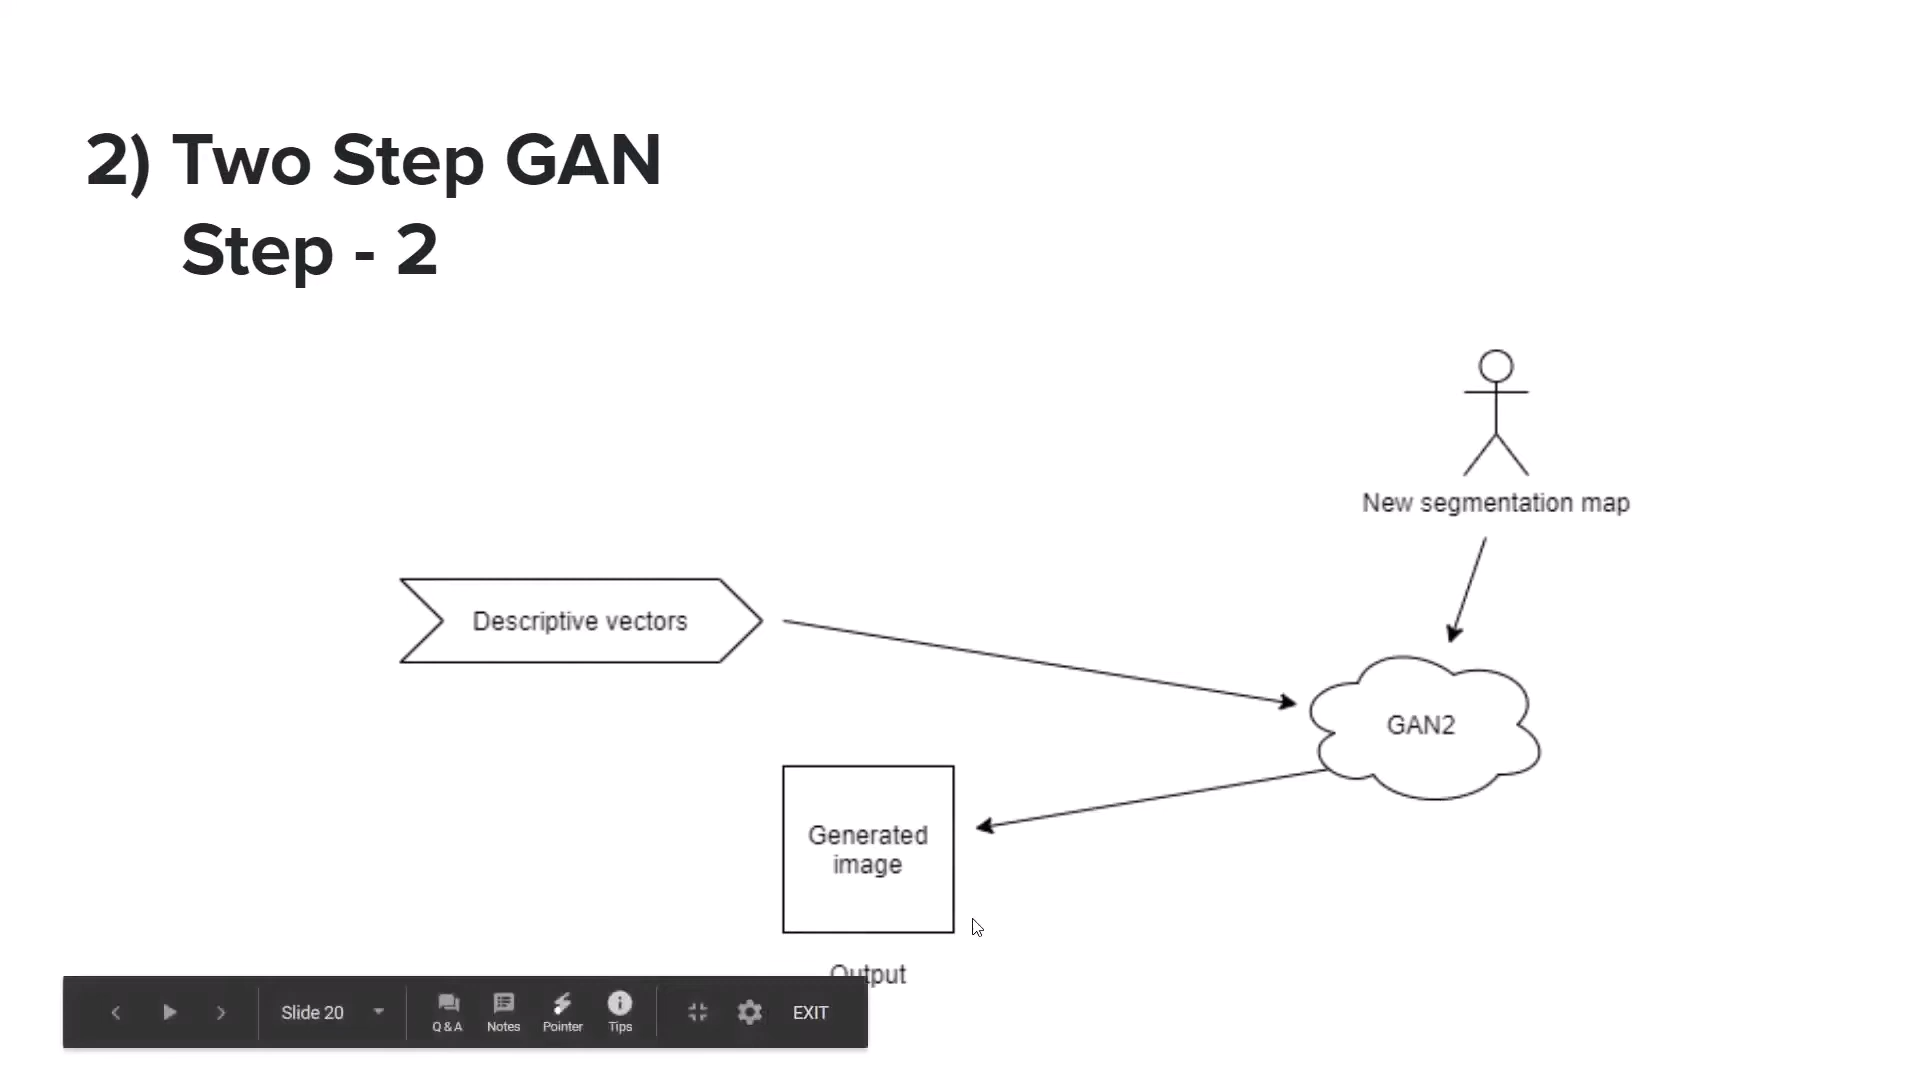 2) Two Step GAN
Step - 2
New segmentation map
Descriptive vectors
GAN2
Generated
image
Output
Slide 20
Q & A
Notes
Pointer
Tips
EXIT